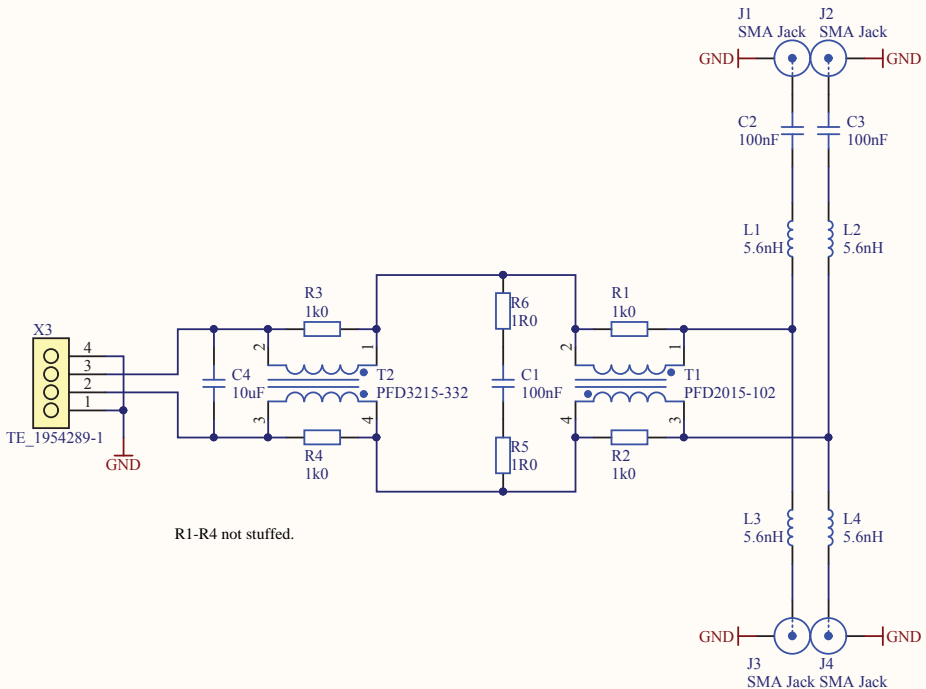 J1
SMA Jack
J2
SMA Jack
GND
GND
C2
100nF
C3
100nF
L1
5.6nH
L2
5.6nH
R3
1k0
R6
1R0
R1
1k0
X3
4
3
2
1
TE_1954289-1
GND
C4
10uF
2
1
T2
PFD3215-332
3
4
C1
100nF
2
1
T1
PFD2015-102
4
3
R4
1k0
R5
1R0
R2
1k0
R1-R4 not stuffed.
L3
5.6nH
L4
5.6nH
GND
GND
J3
SMA Jack
J4
SMA Jack